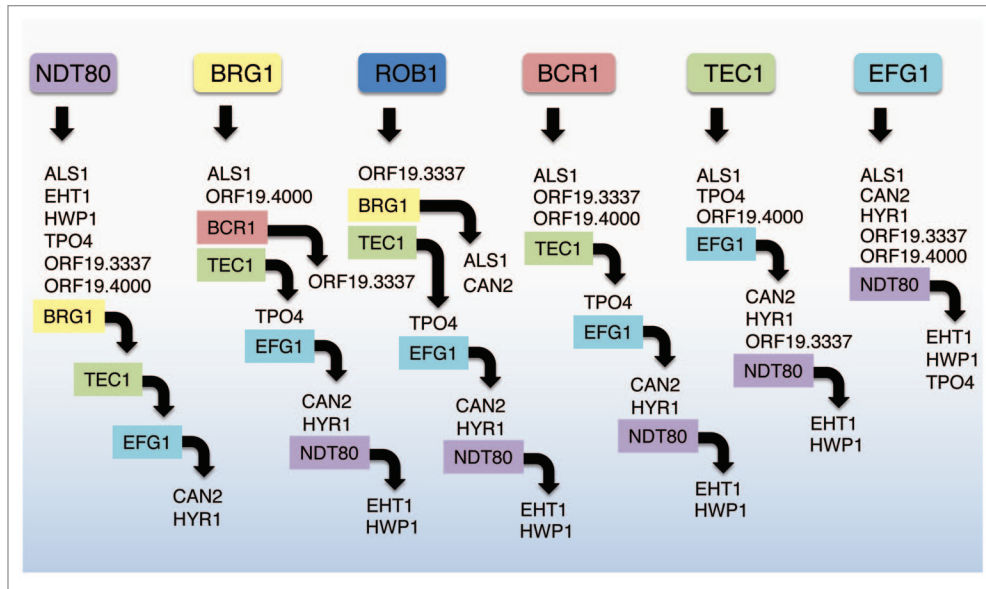 NDT80
ALS1
EHT1
HWP1
TPO4
ORF19.3337
ORF19.4000
BRG1
TEC1
EFG1
CAN2
HYR1
BRG1
ALS1
ORF19.4000
BCR1
TEC1
ORF19.3337
TPO4
EFG1
CAN2
HYR1
NDT80
EHT1
HWP1
ROB1
ORF19.3337
BRG1
TEC1
ALS1
CAN2
TPO4
EFG1
CAN2
HYR1
NDT80
EHT1
HWP1
BCR1
ALS1
ORF19.3337
ORF19.4000
TEC1
TPO4
EFG1
CAN2
HYR1
NDT80
EHT1
HWP1
TEC1
ALS1
TPO4
ORF19.4000
EFG1
CAN2
HYR1
ORF19.3337
NDT80
EHT1
HWP1
EFG1
ALS1
CAN2
HYR1
ORF19.3337
ORF19.4000
NDT80
EHT1
HWP1
TPO4